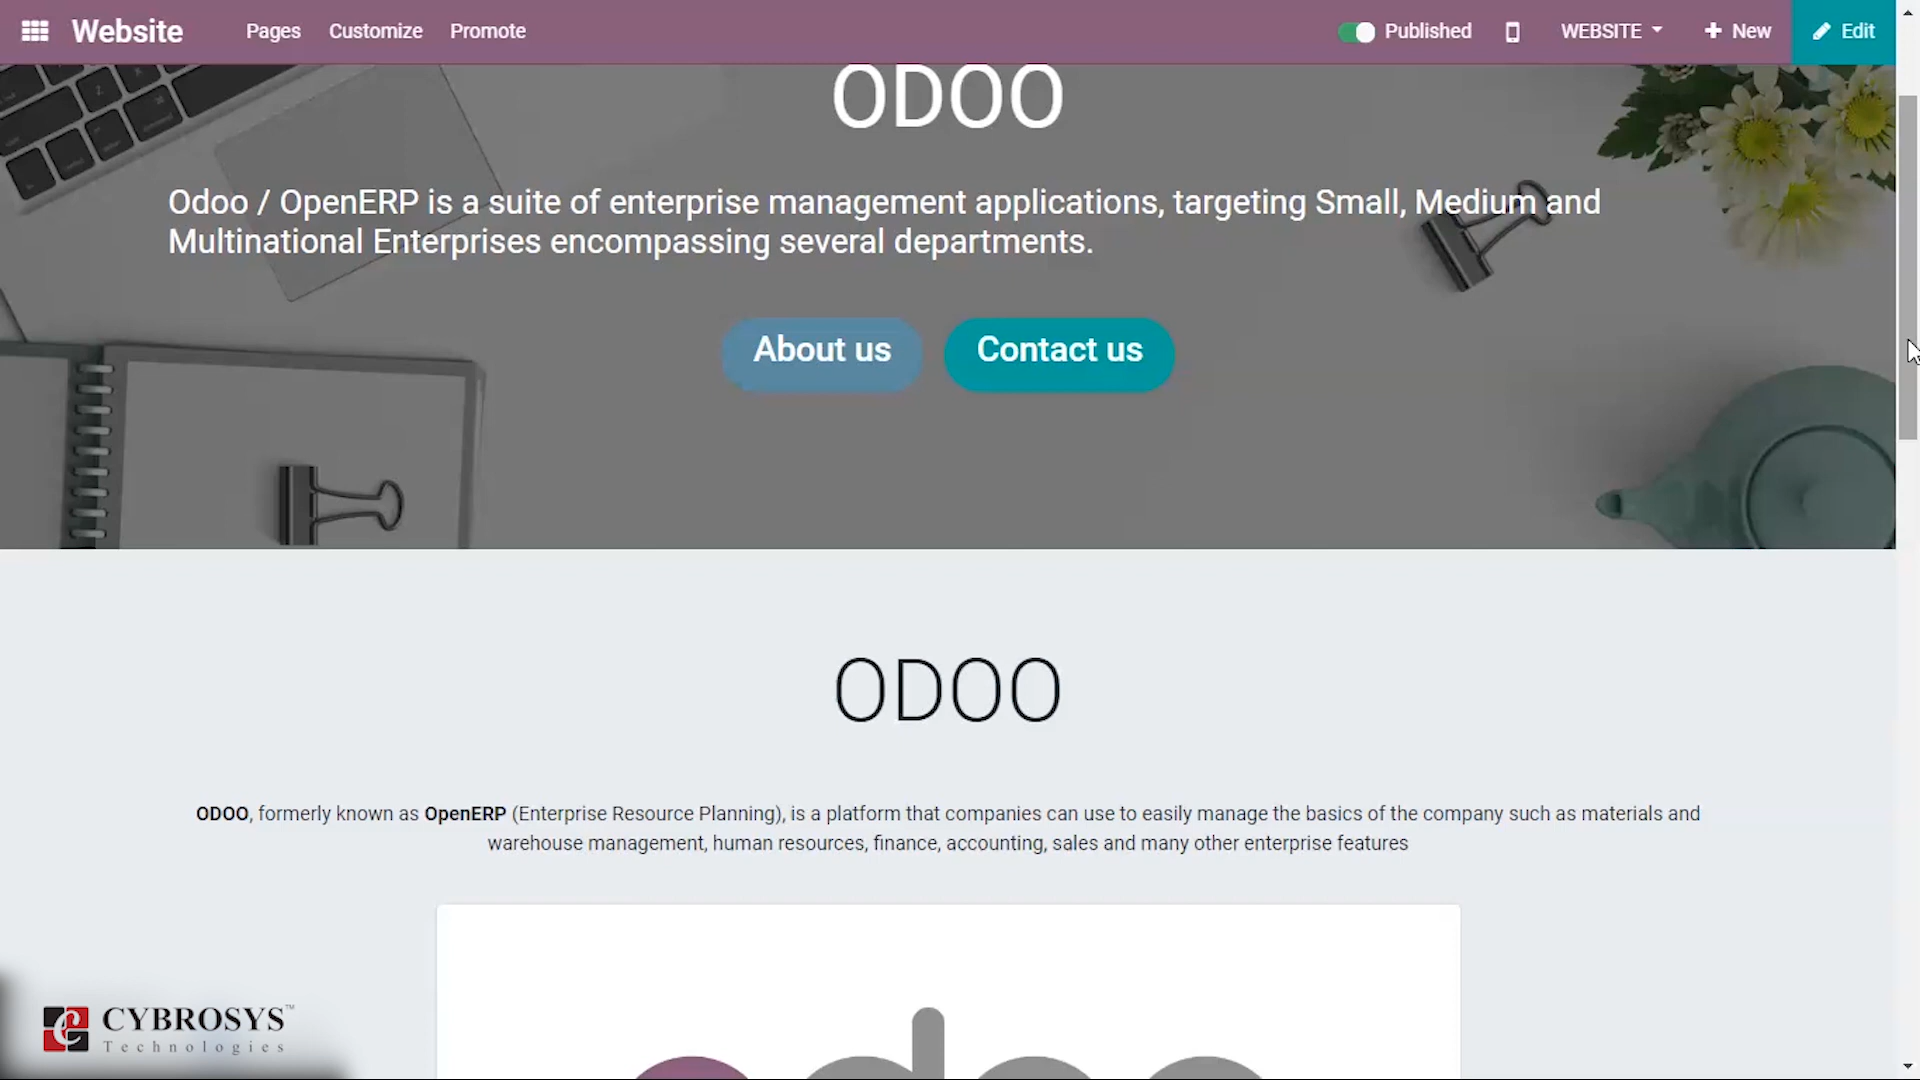 Website Pages Customize Promote Published WEBSITE New Edit
ODOO
Odoo / OpenERP is a suite of enterprise management applications, targeting Small, Medium and
Multinational Enterprises encompassing several departments.
About us Contact us
ODOO
ODOO, formerly known as OpenERP (Enterprise Resource Planning), is a platform that companies can use to easily manage the basics of the company such as materials and
warehouse management, human resources, finance, accounting, sales and many other enterprise features
odoo
CYBROSYS™
Technologies